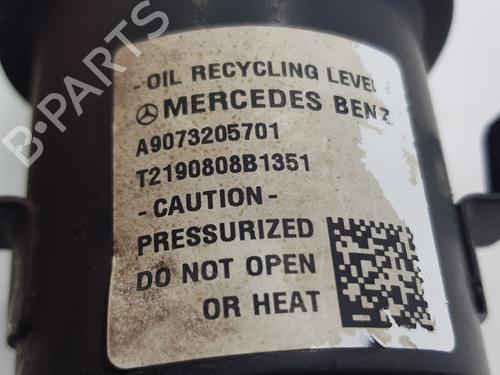 - OIL RECYCLING LEVEL
MERCEDES BENZ
A9073205701
T2190808B1351
- CAUTION -
PRESSURIZED
DO NOT OPEN
OR HEAT
B-PARTS